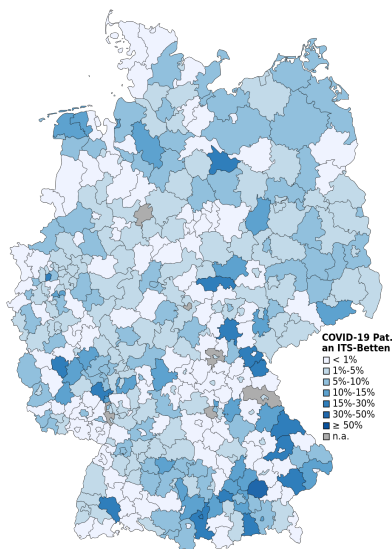 COVID-19 Pat.
an ITS-Betten
< 1%
1%-5%
5%-10%
10%-15%
15%-30%
30%-50%
≥ 50%
n.a.